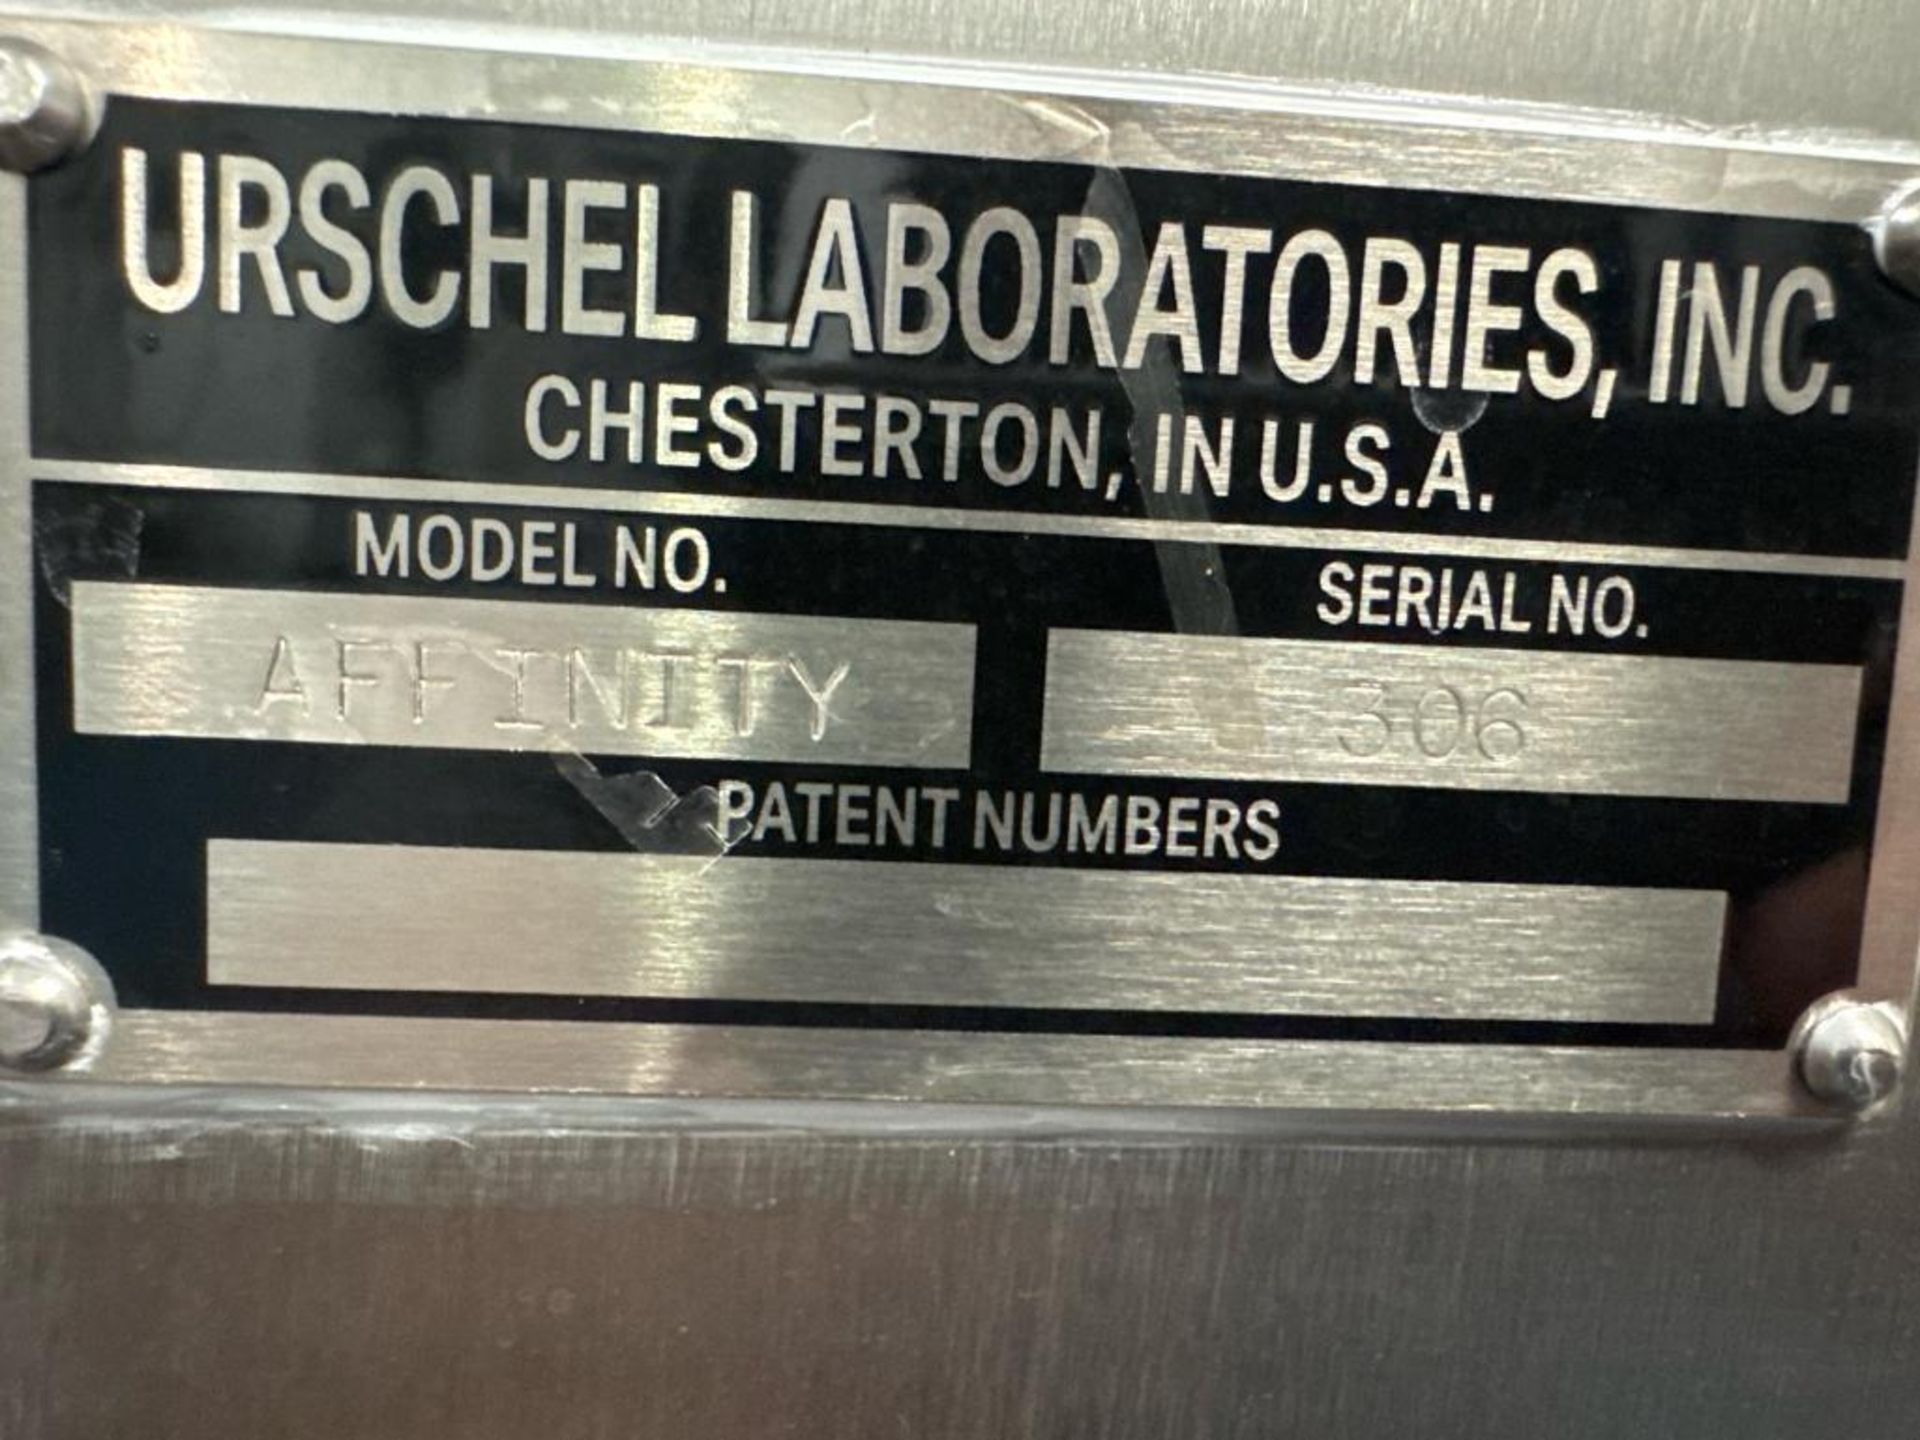 URSCHEL LABORATORIES, INC.
CHESTERTON, IN U.S.A.
MODEL NO. SERIAL NO.
AFFINITY 306
PATENT NUMBERS